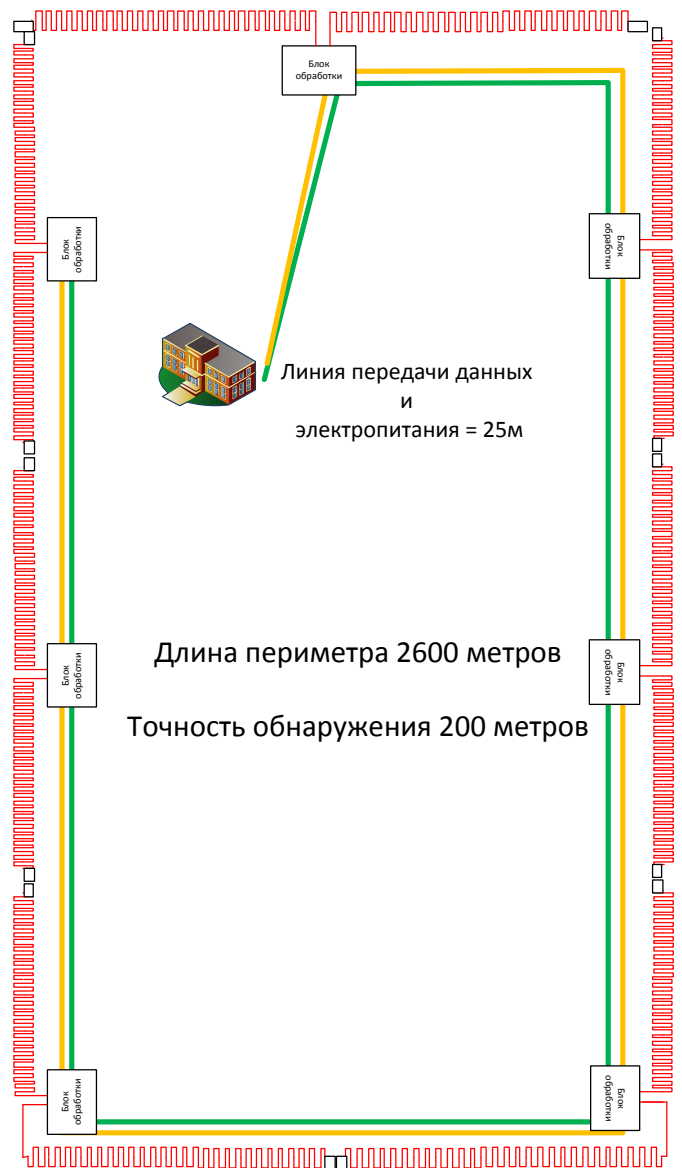 Блок
обработки
Блок
обработки
Блок
обработки
Линия передачи данных
и
электропитания = 25м
Блок
обработки
Блок
обработки
Длина периметра 2600 метров
Точность обнаружения 200 метров
Блок
обработки
Блок
обработки